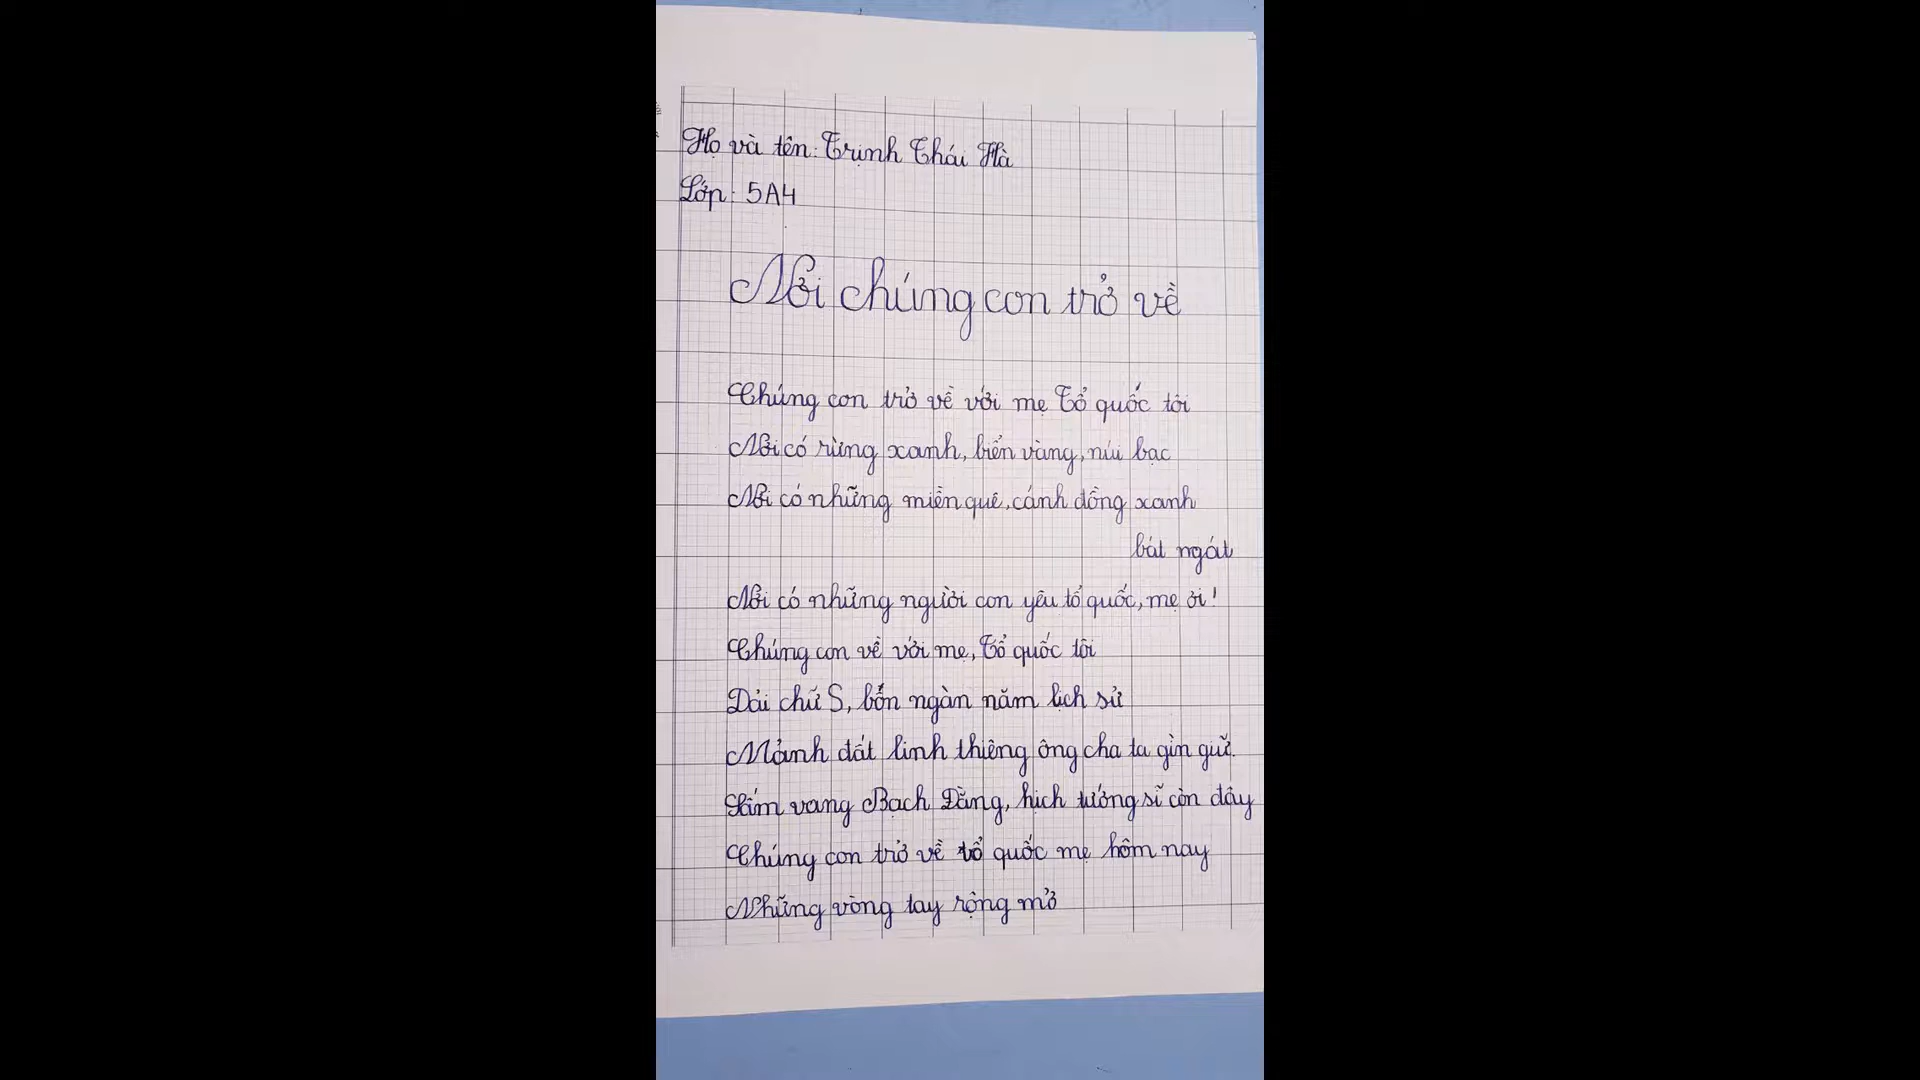 Họ và tên: Trịnh Thái Hà
Lớp: 5A4
Nơi chúng con trở về
Chúng con trở về với mẹ Tổ quốc tôi
Nơi có rừng xanh, biển vàng, núi bạc
Nơi có những miền quê, cánh đồng xanh
bát ngát
Nơi có những người con yêu tổ quốc, mẹ ơi!
Chúng con về với mẹ, Tổ quốc tôi
Dải chữ S, bốn ngàn năm lịch sử
Mảnh đất linh thiêng ông cha ta gìn giữ.
Sấm vang Bạch Đằng, hịch tướng sĩ còn đây
Chúng con trở về tổ quốc mẹ hôm nay
Những vòng tay rộng mở